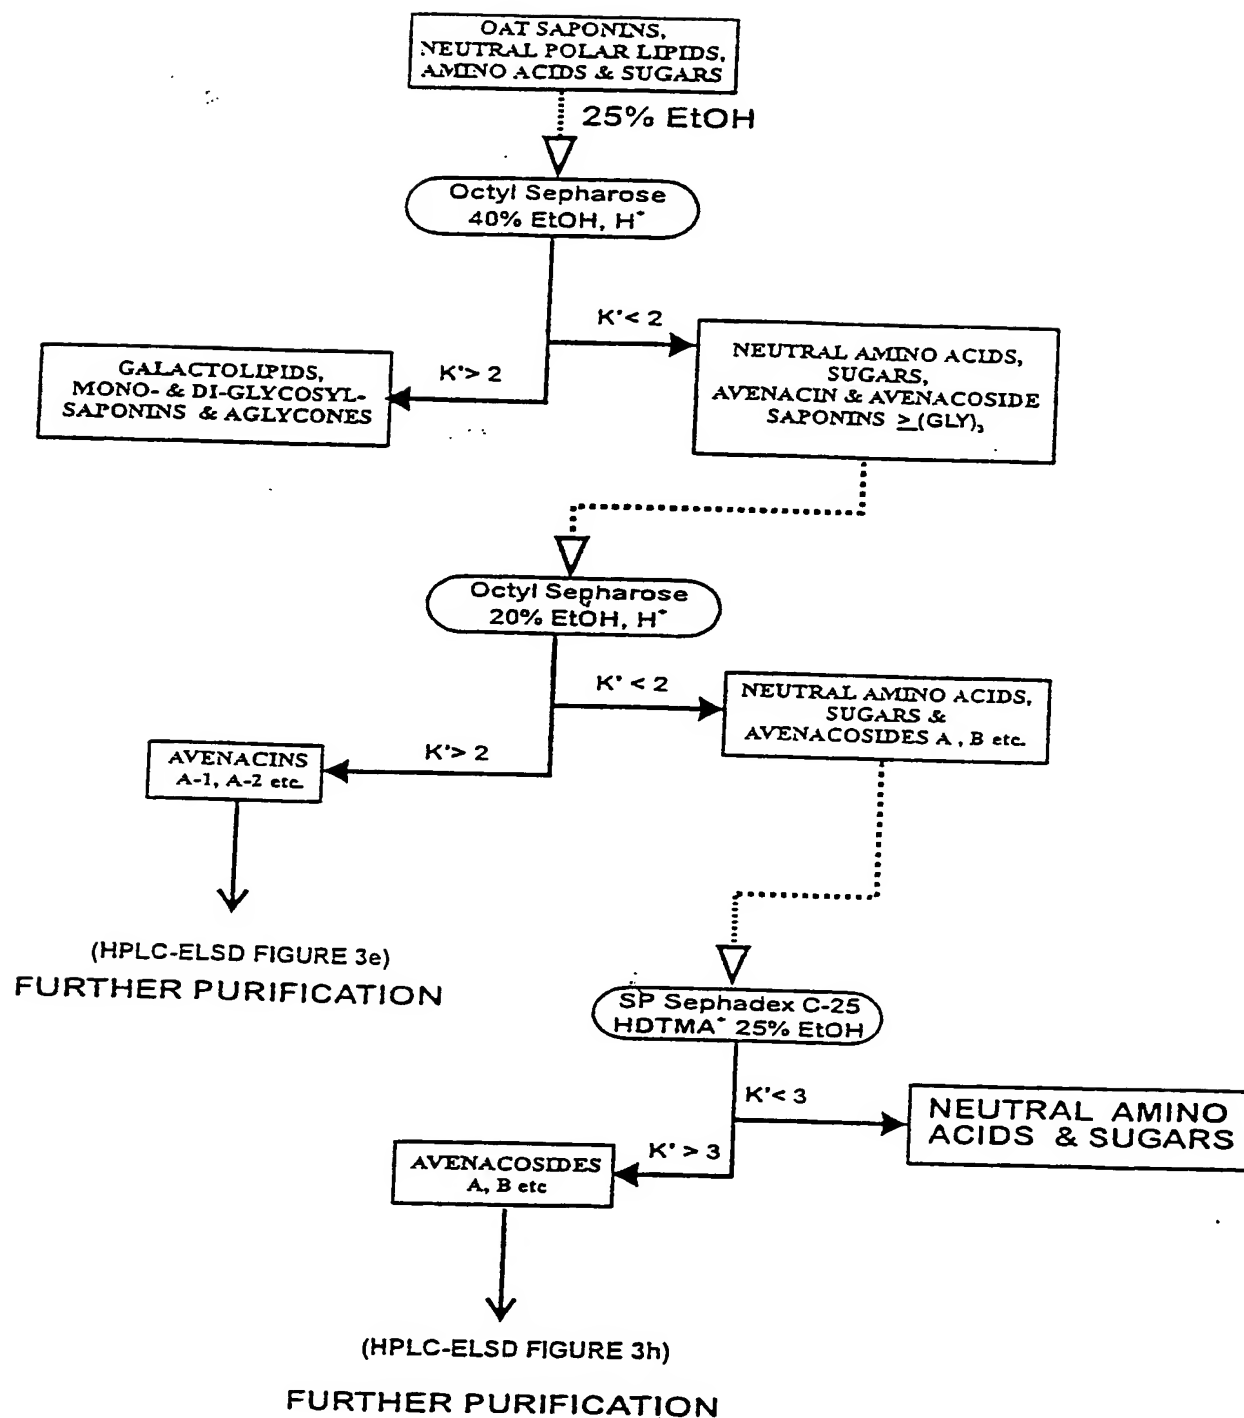 OAT SAPONINS,
NEUTRAL POLAR LIPIDS,
AMINO ACIDS & SUGARS
25% EtOH
Octyl Sepharose
40% EtOH, H⁺
K'< 2
K'> 2
GALACTOLIPIDS,
MONO- & DI-GLYCOSYL-
SAPONINS & AGLYCONES
NEUTRAL AMINO ACIDS,
SUGARS,
AVENACIN & AVENACOSIDE
SAPONINS ≥(GLY)₃
Octyl Sepharose
20% EtOH, H⁺
K' < 2
K'> 2
NEUTRAL AMINO ACIDS,
SUGARS &
AVENACOSIDES A , B etc.
AVENACINS
A-1, A-2 etc.
(HPLC-ELSD FIGURE 3e)
FURTHER PURIFICATION
SP Sephadex C-25
HDTMA⁺ 25% EtOH
K'< 3
K' > 3
NEUTRAL AMINO
ACIDS & SUGARS
AVENACOSIDES
A, B etc
(HPLC-ELSD FIGURE 3h)
FURTHER PURIFICATION